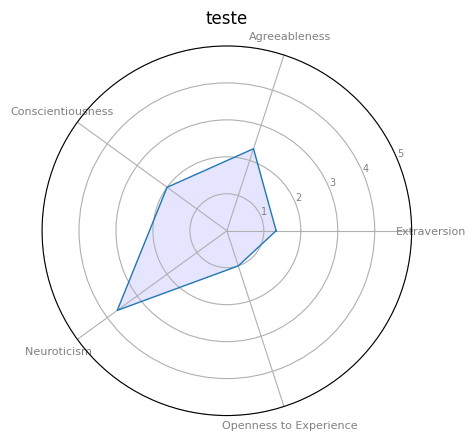 teste
Agreeableness
Conscientiousness
5
4
3
2
1
Extraversion
Neuroticism
Openness to Experience